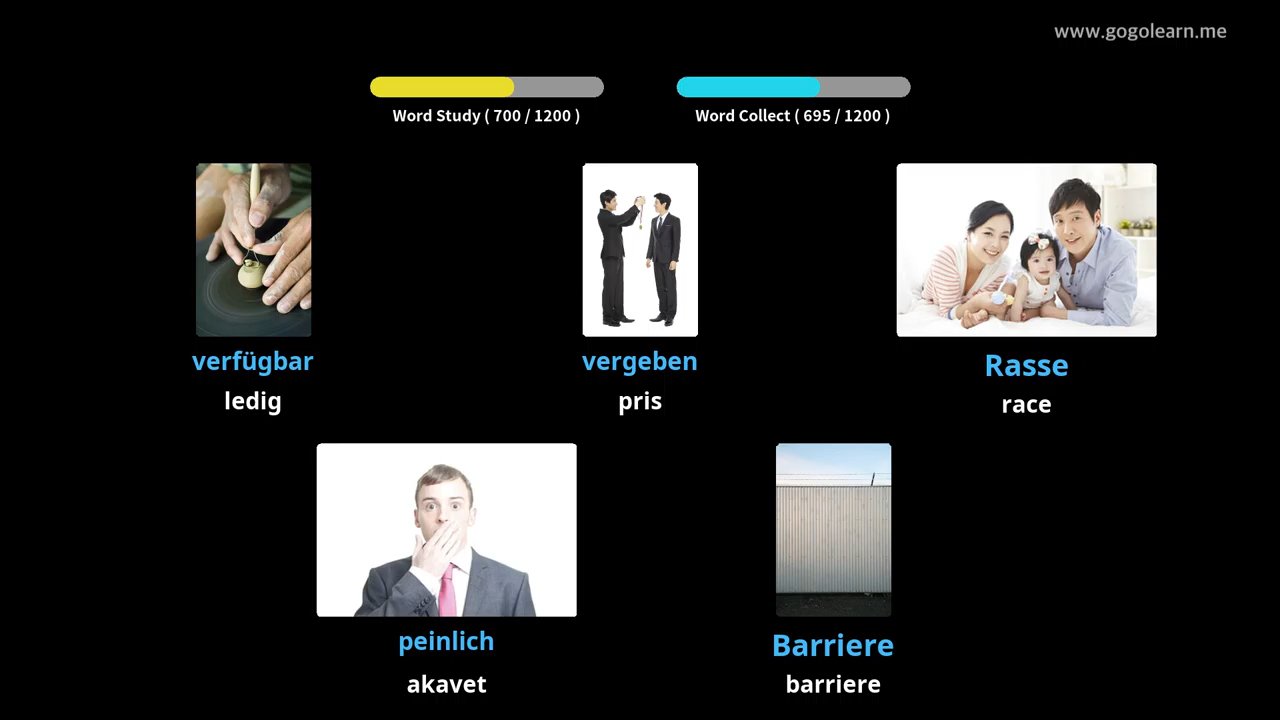 www.gogolearn.me
Word Study ( 700 / 1200 )
Word Collect ( 695 / 1200 )
verfügbar
ledig
vergeben
pris
Rasse
race
peinlich
akavet
Barriere
barriere